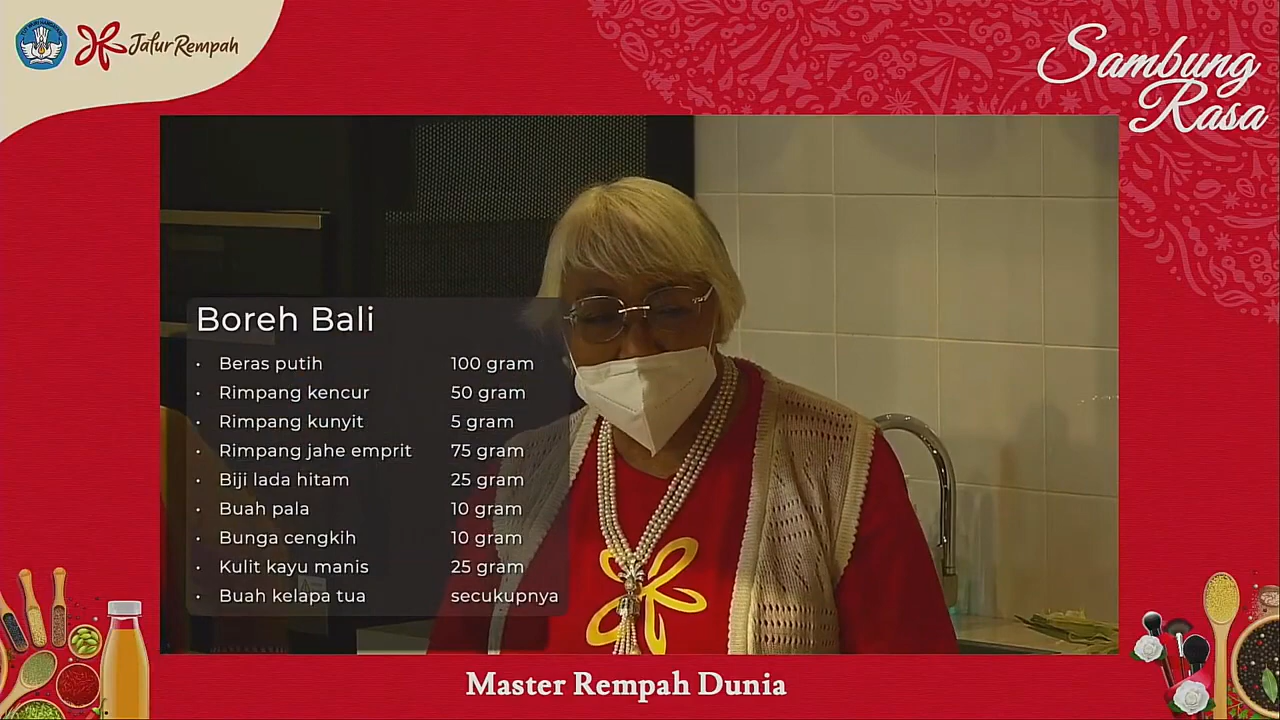 Jalur Rempah
Sambung
Rasa
Boreh Bali
• Beras putih 100 gram
• Rimpang kencur 50 gram
• Rimpang kunyit 5 gram
• Rimpang jahe emprit 75 gram
• Biji lada hitam 25 gram
• Buah pala 10 gram
• Bunga cengkih 10 gram
• Kulit kayu manis 25 gram
• Buah kelapa tua secukupnya
Master Rempah Dunia